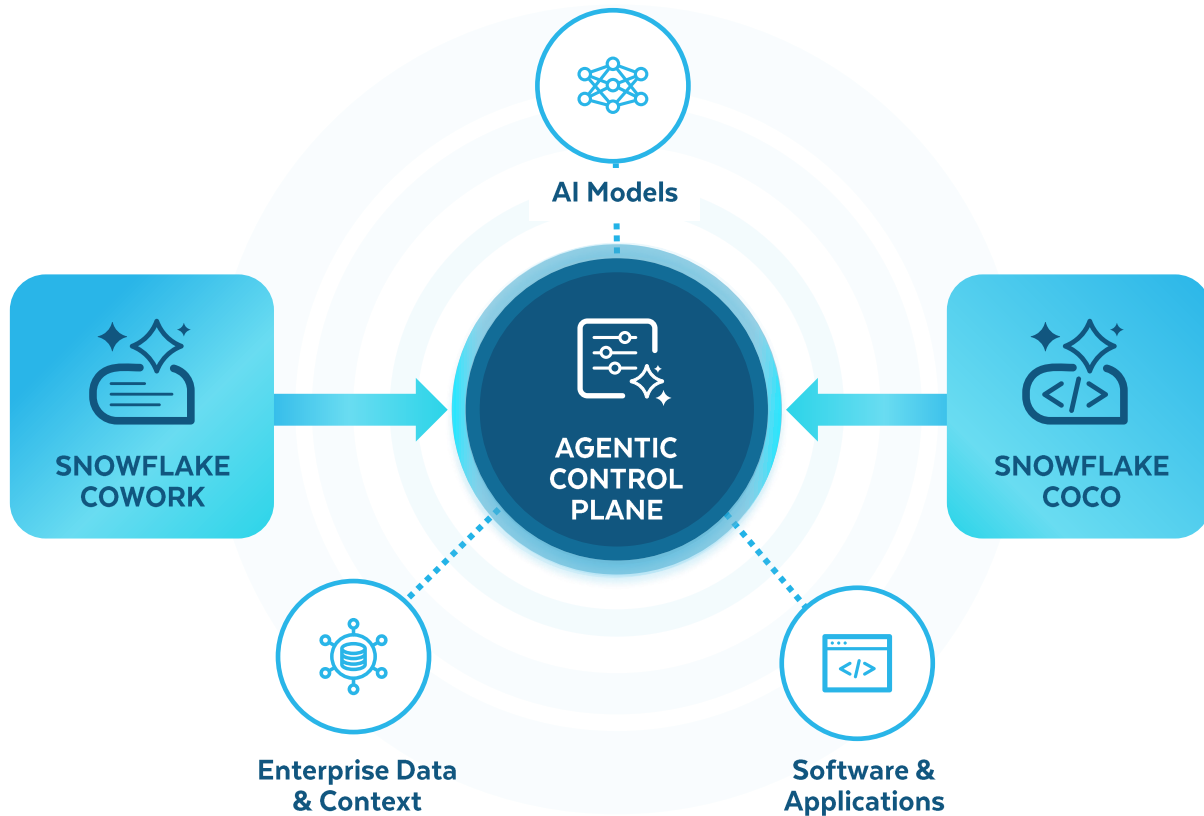 AI Models
SNOWFLAKE
COWORK
AGENTIC
CONTROL
PLANE
SNOWFLAKE
COCO
</>
Enterprise Data
& Context
</>
Software &
Applications